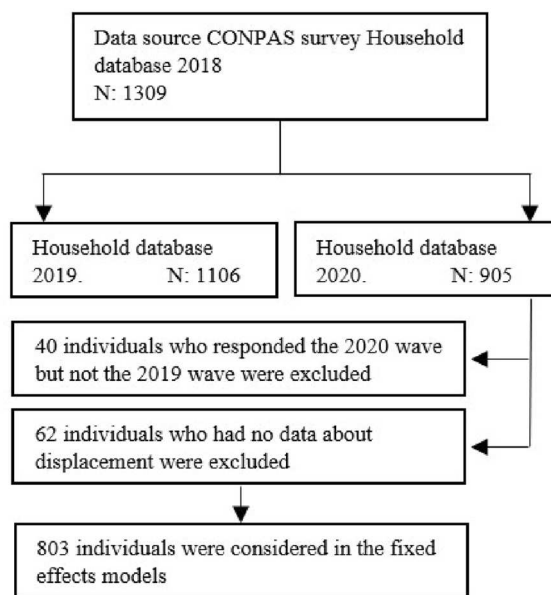 Data source CONPAS survey Household
database 2018
N: 1309
Household database
2019. N: 1106
Household database
2020. N: 905
40 individuals who responded the 2020 wave
but not the 2019 wave were excluded
62 individuals who had no data about
displacement were excluded
803 individuals were considered in the fixed
effects models